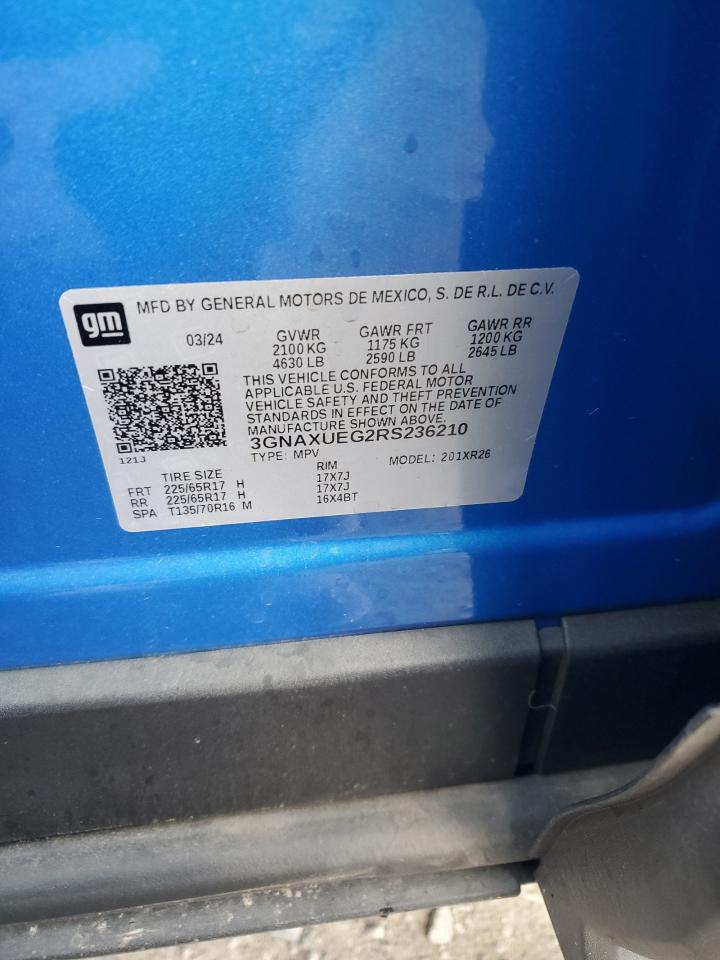 gm
MFD BY GENERAL MOTORS DE MEXICO, S. DE R.L. DE C.V.
03/24 GVWR GAWR FRT GAWR RR
2100 KG 1175 KG 1200 KG
4630 LB 2590 LB 2645 LB
THIS VEHICLE CONFORMS TO ALL
APPLICABLE U.S. FEDERAL MOTOR
VEHICLE SAFETY AND THEFT PREVENTION
STANDARDS IN EFFECT ON THE DATE OF
MANUFACTURE SHOWN ABOVE.
3GNAXUEG2RS236210
121J
TYPE: MPV MODEL: 201XR26
TIRE SIZE RIM
FRT 225/65R17 H 17X7J
RR 225/65R17 H 17X7J
SPA T135/70R16 M 16X4BT